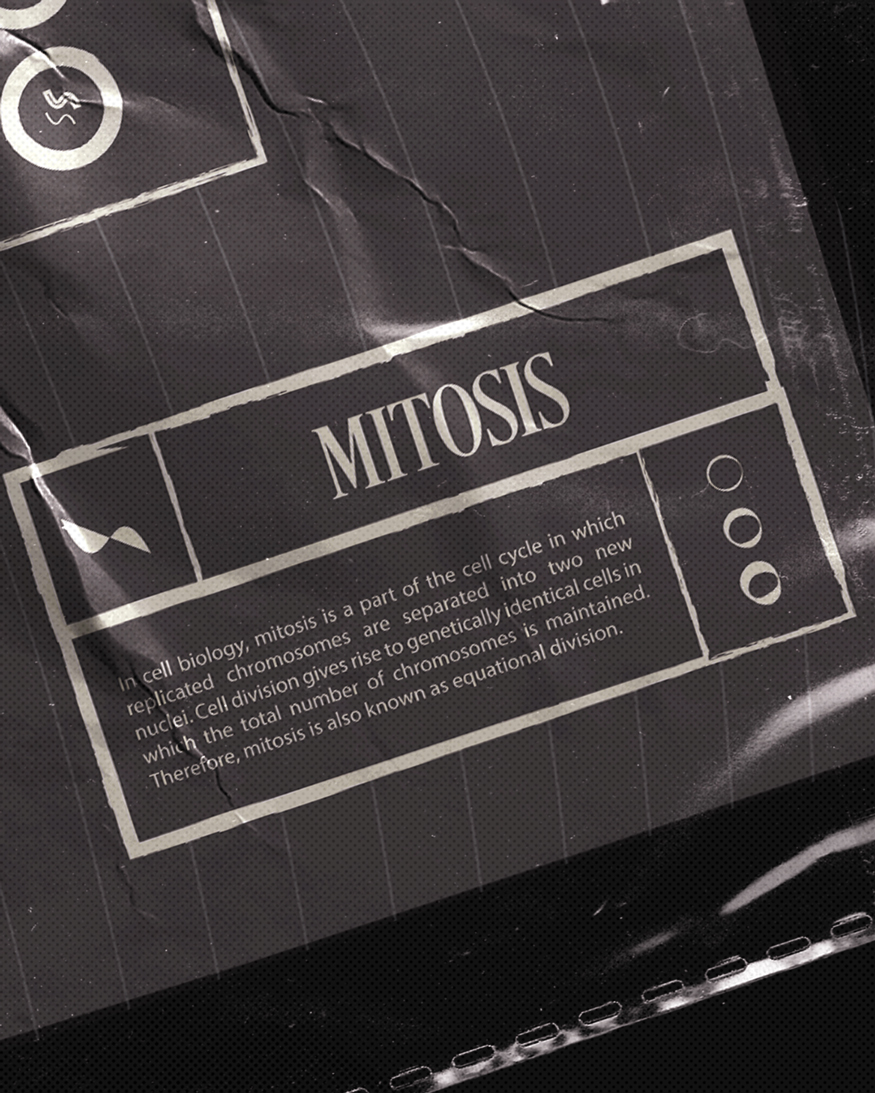 MITOSIS
In cell biology, mitosis is a part of the cell cycle in which
replicated chromosomes are separated into two new
nuclei. Cell division gives rise to genetically identical cells in
which the total number of chromosomes is maintained.
Therefore, mitosis is also known as equational division.